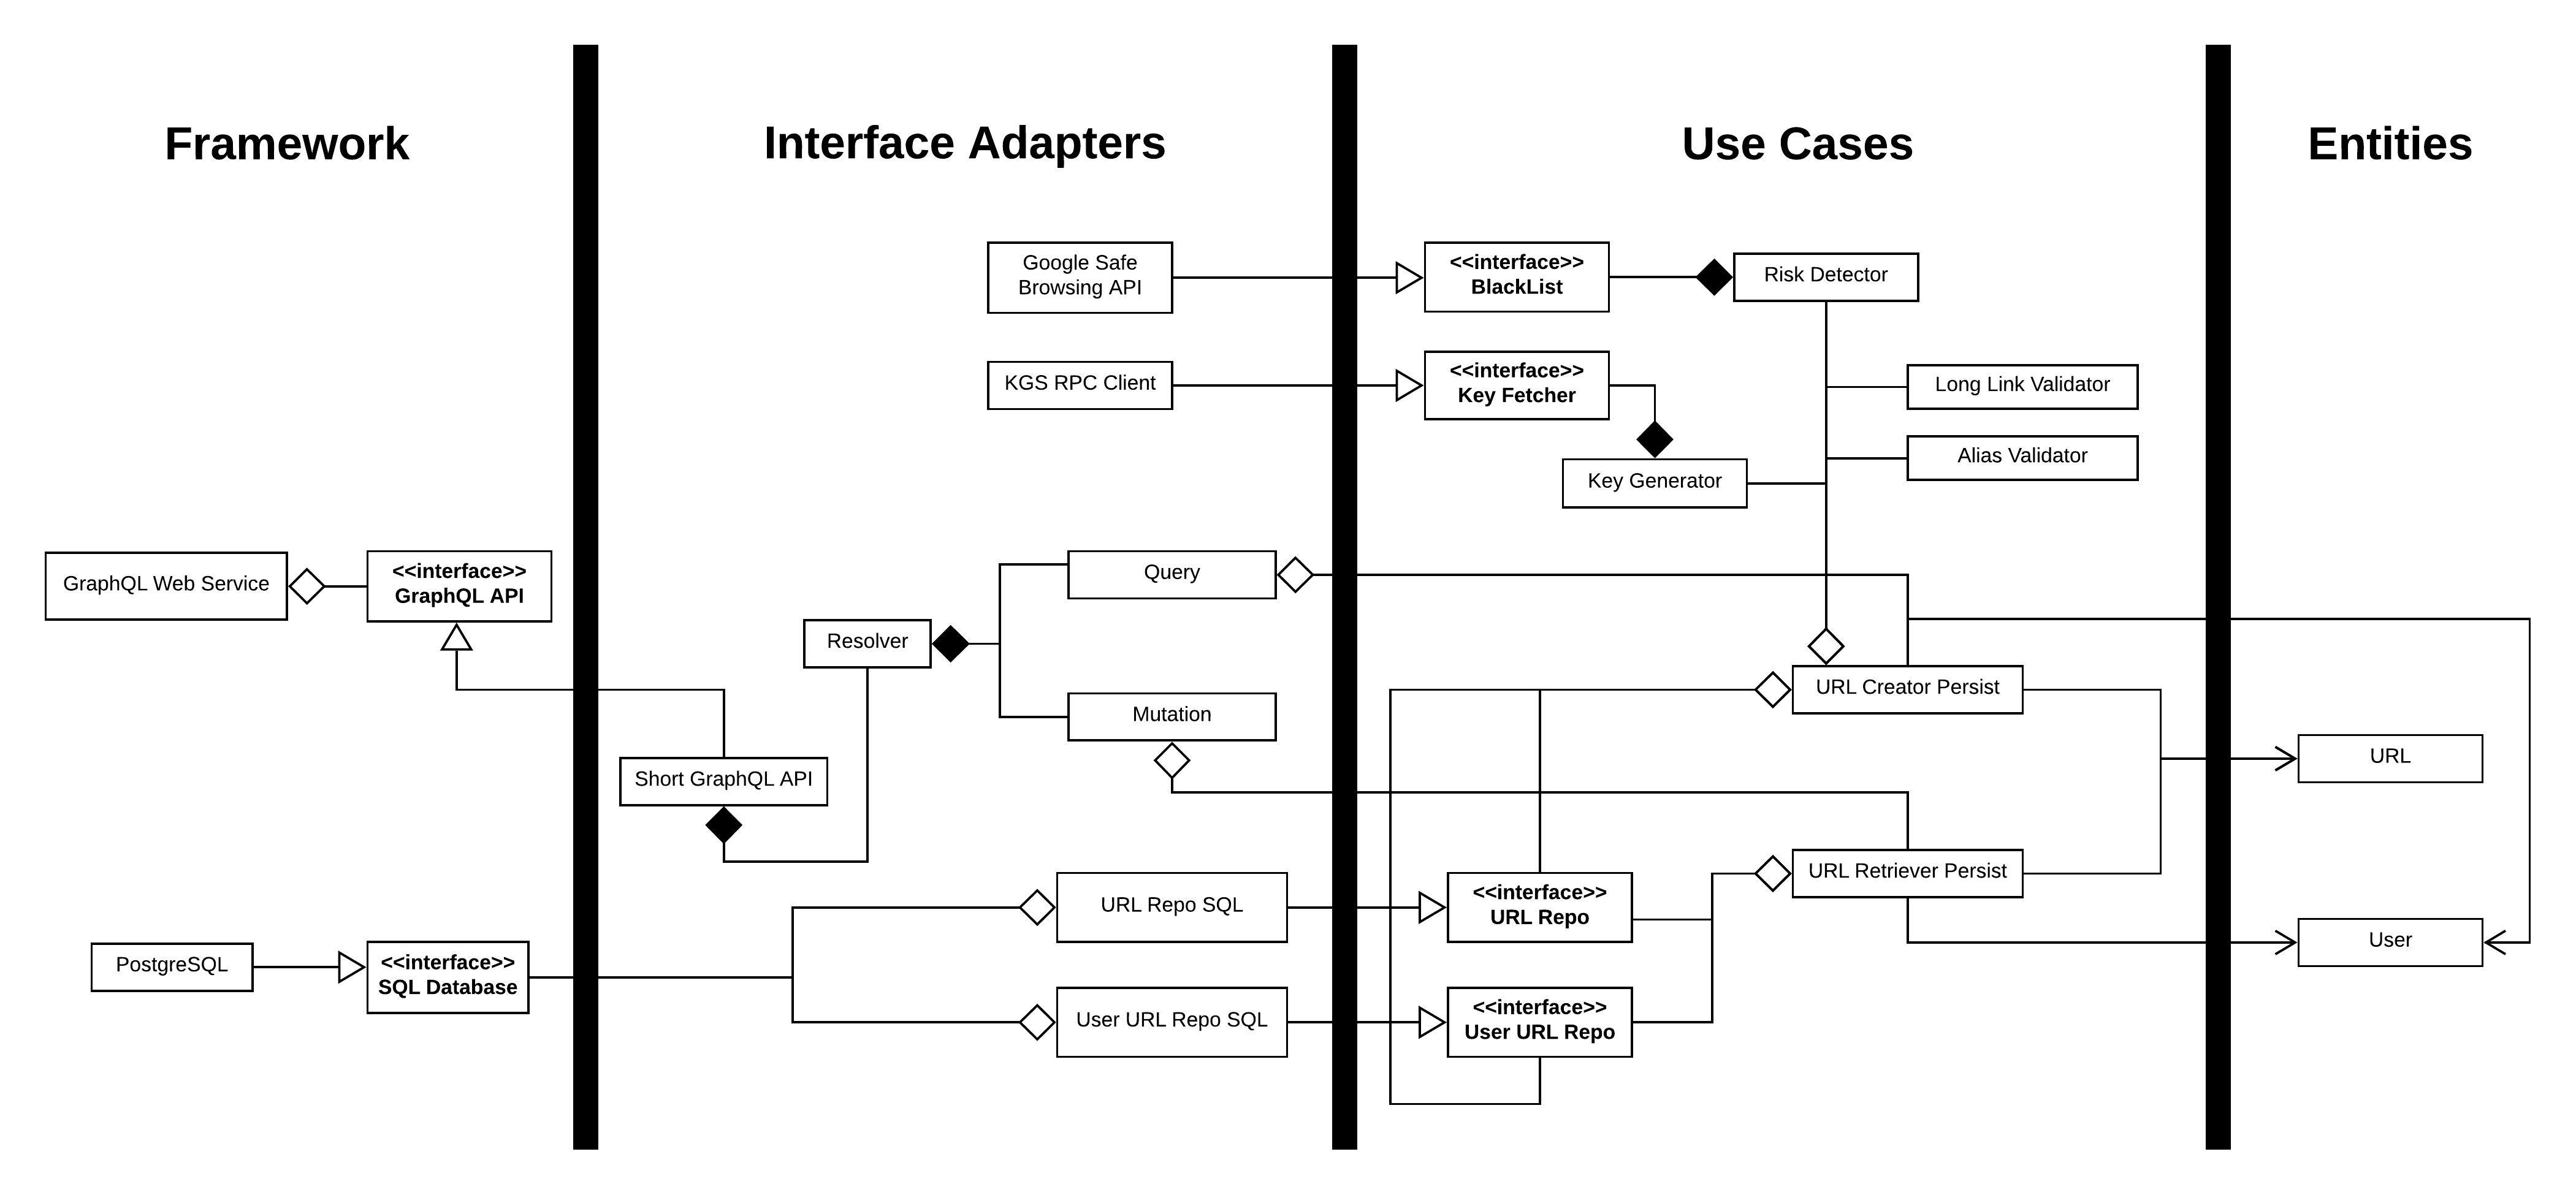 Framework
Interface Adapters
Use Cases
Entities
Google Safe
Browsing API
<<interface>>
BlackList
Risk Detector
KGS RPC Client
<<interface>>
Key Fetcher
Long Link Validator
Alias Validator
Key Generator
GraphQL Web Service
<<interface>>
GraphQL API
Query
Resolver
Mutation
URL Creator Persist
Short GraphQL API
URL
URL Retriever Persist
URL Repo SQL
<<interface>>
URL Repo
User
PostgreSQL
<<interface>>
SQL Database
User URL Repo SQL
<<interface>>
User URL Repo